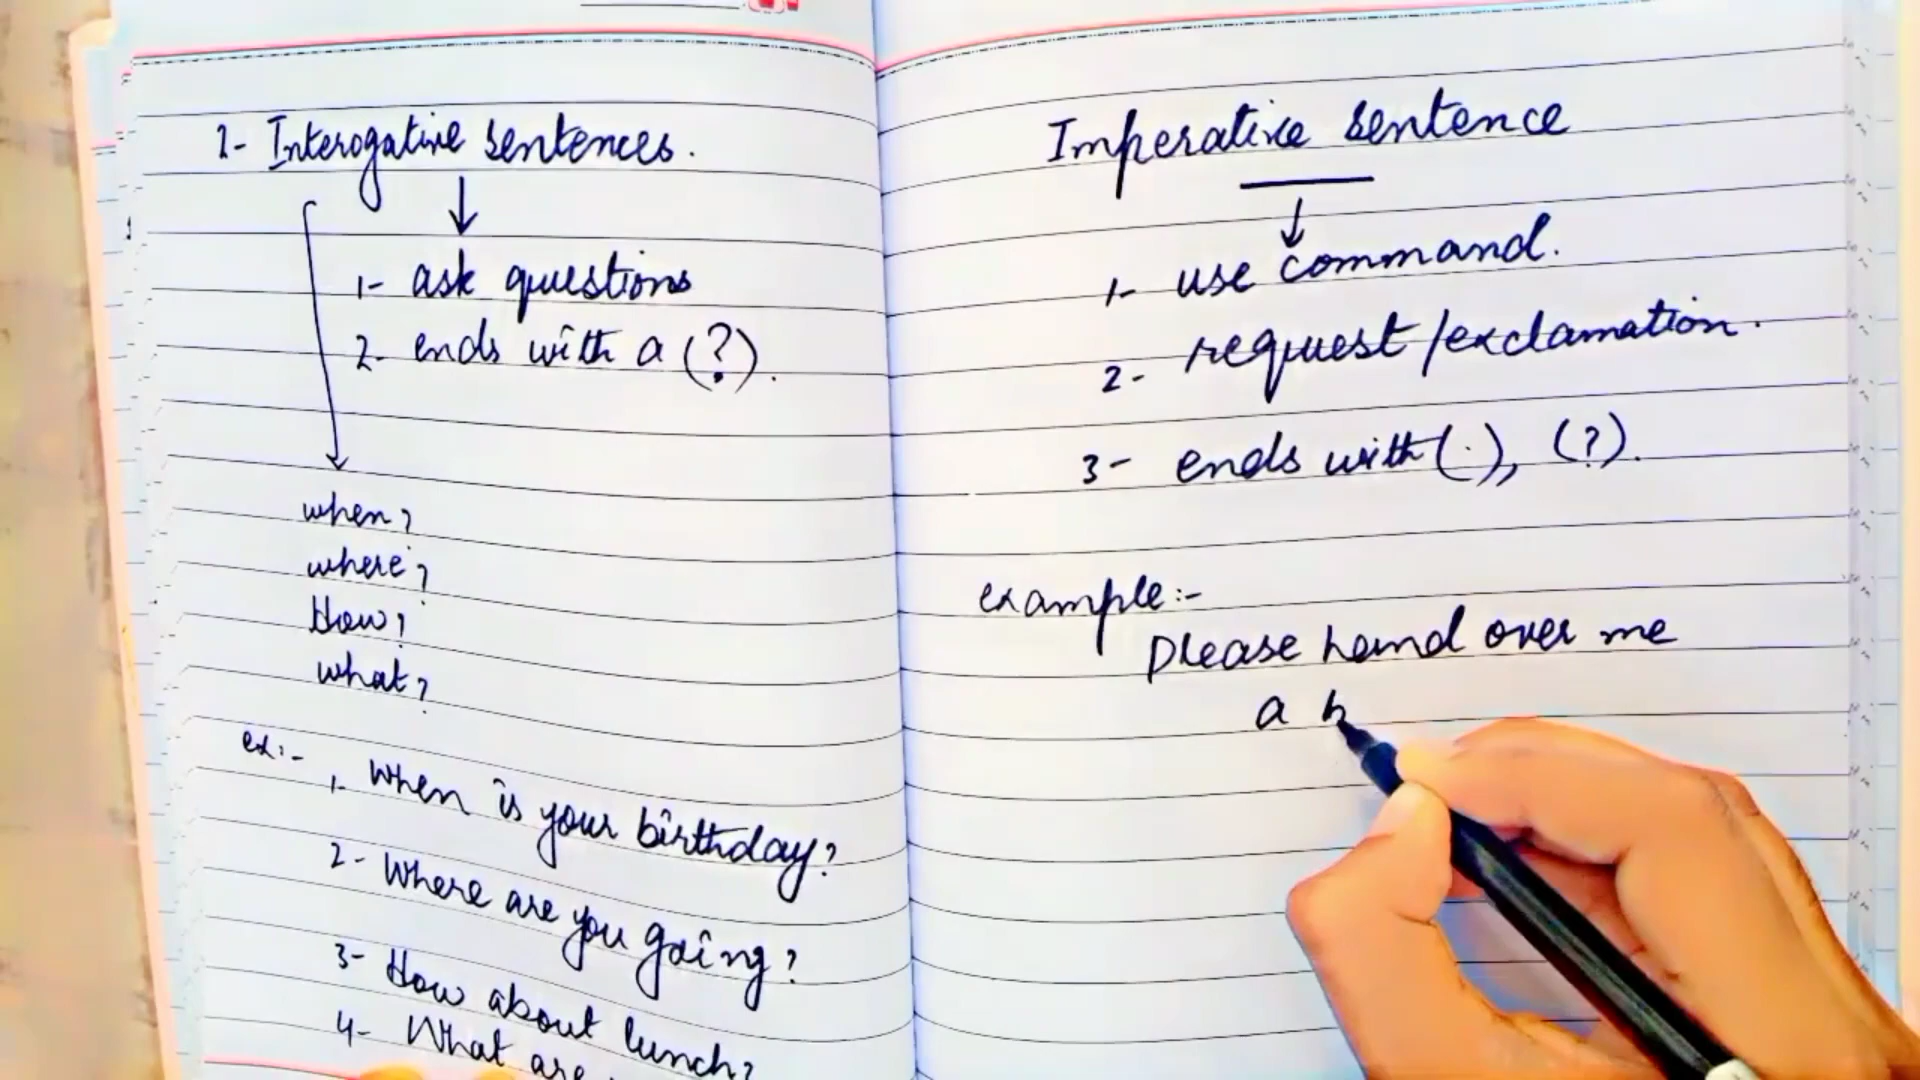 2- Interogative sentences.
1- ask questions
2- ends with a (?).
when?
where?
How?
what?
ex:- 1- When is your birthday?
2- Where are you going?
3- How about lunch?
4- What are
Imperative sentence
1- use command.
2- request/exclamation.
3- ends with (.), (?).
example:-
Please hand over me
a